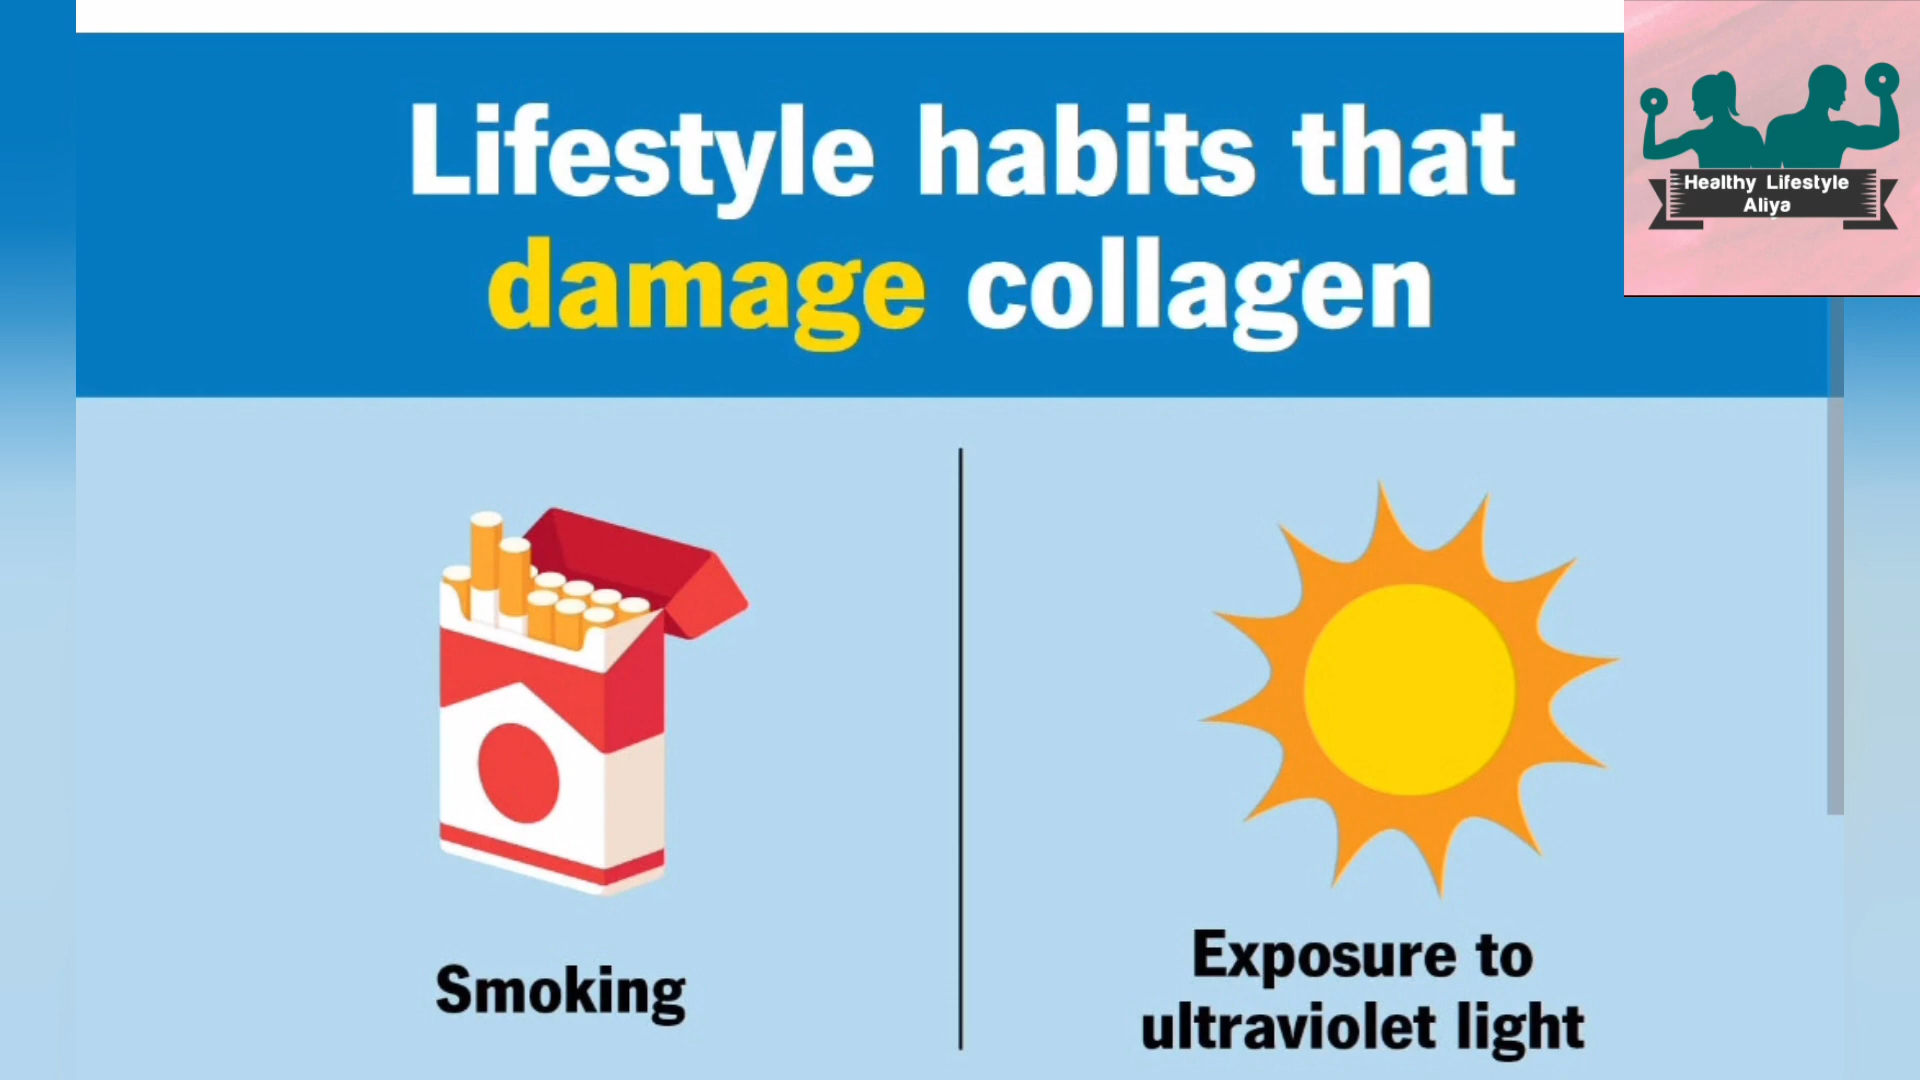 Lifestyle habits that
damage collagen
Healthy Lifestyle
Aliya
Smoking
Exposure to
ultraviolet light